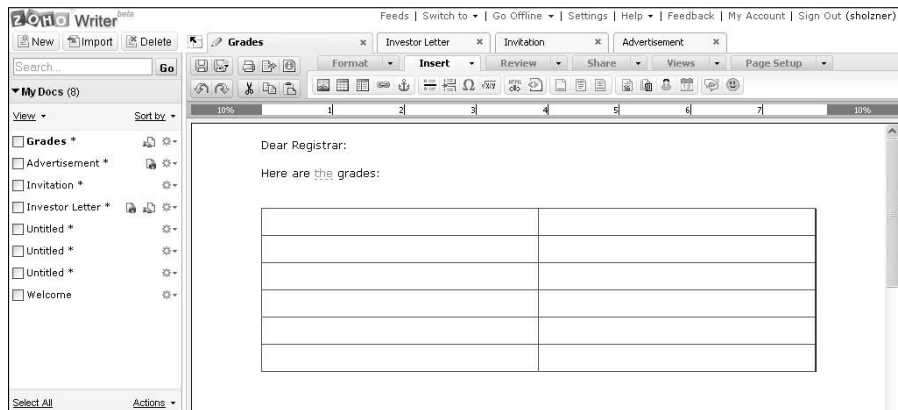 ZOHO Writer beta
Feeds | Switch to | Go Offline | Settings | Help | Feedback | My Account | Sign Out (sholzner)
New Import Delete
Grades Investor Letter Invitation Advertisement
Search... Go
Format Insert Review Share Views Page Setup
My Docs (8)
View Sort by
10% 1 2 3 4 5 6 7 10%
Grades *
Advertisement *
Invitation *
Investor Letter *
Untitled *
Untitled *
Untitled *
Welcome
Dear Registrar:
Here are the grades:
Select All Actions